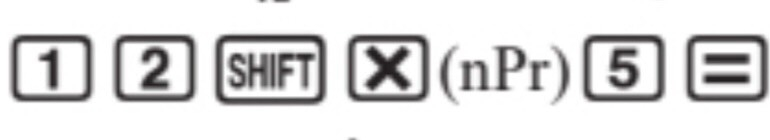 1 2 SHIFT × (nPr) 5 =